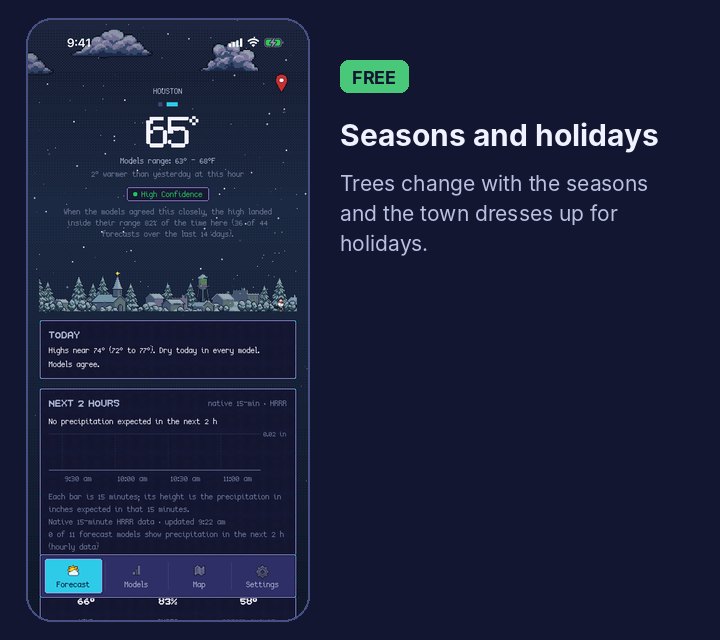 9:41
HOUSTON
65°
Models range: 63° – 68°F
2° warmer than yesterday at this hour
High Confidence
When the models agreed this closely, the high landed
inside their range 82% of the time here (36 of 44
forecasts over the last 14 days).
TODAY
Highs near 74° (72° to 77°). Dry today in every model.
Models agree.
NEXT 2 HOURS
native 15-min · HRRR
No precipitation expected in the next 2 h
0.02 in
9:30 am 10:00 am 10:30 am 11:00 am
Each bar is 15 minutes; its height is the precipitation in
inches expected in that 15 minutes.
Native 15-minute HRRR data · updated 9:22 am
0 of 11 forecast models show precipitation in the next 2 h
(hourly data)
Forecast Models Map Settings
66° 83% 58°
FREE
Seasons and holidays
Trees change with the seasons
and the town dresses up for
holidays.